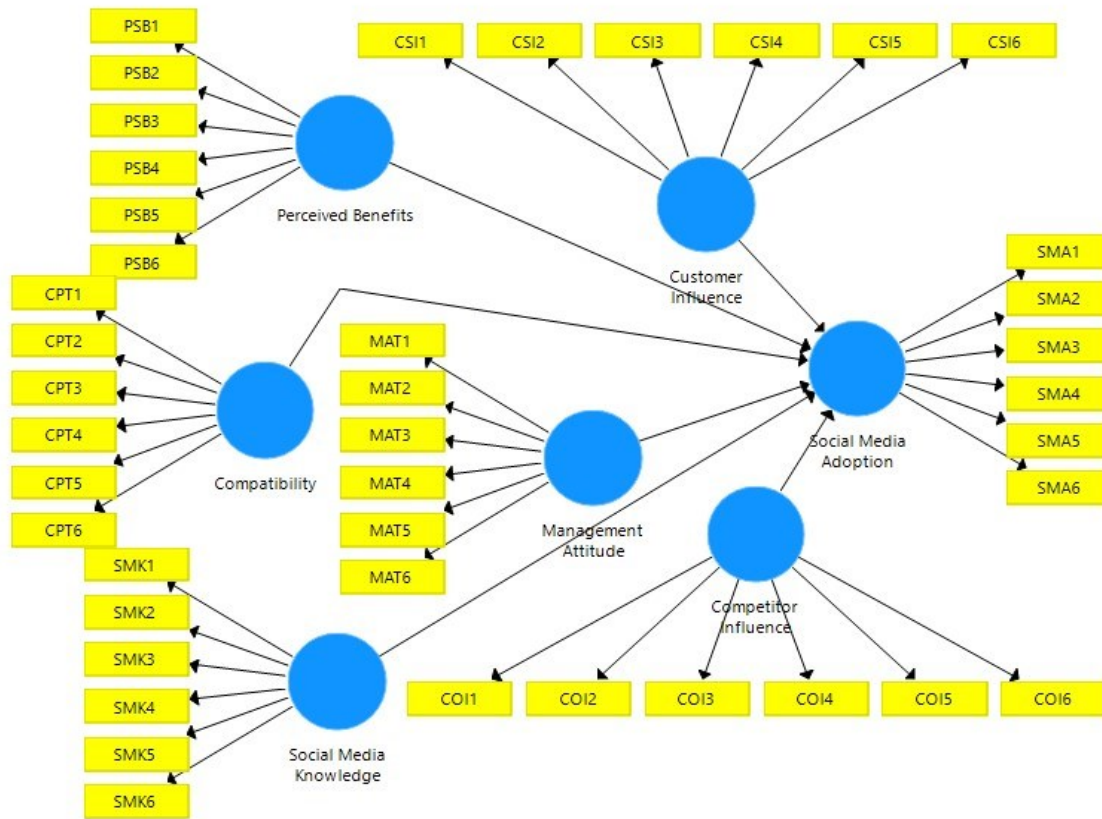 PSB1
PSB2
PSB3
PSB4
PSB5
PSB6
Perceived Benefits
CSI1
CSI2
CSI3
CSI4
CSI5
CSI6
Customer
Influence
SMA1
SMA2
SMA3
SMA4
SMA5
SMA6
Social Media
Adoption
CPT1
CPT2
CPT3
CPT4
CPT5
CPT6
Compatibility
MAT1
MAT2
MAT3
MAT4
MAT5
MAT6
Management
Attitude
Competitor
Influence
COI1
COI2
COI3
COI4
COI5
COI6
SMK1
SMK2
SMK3
SMK4
SMK5
SMK6
Social Media
Knowledge